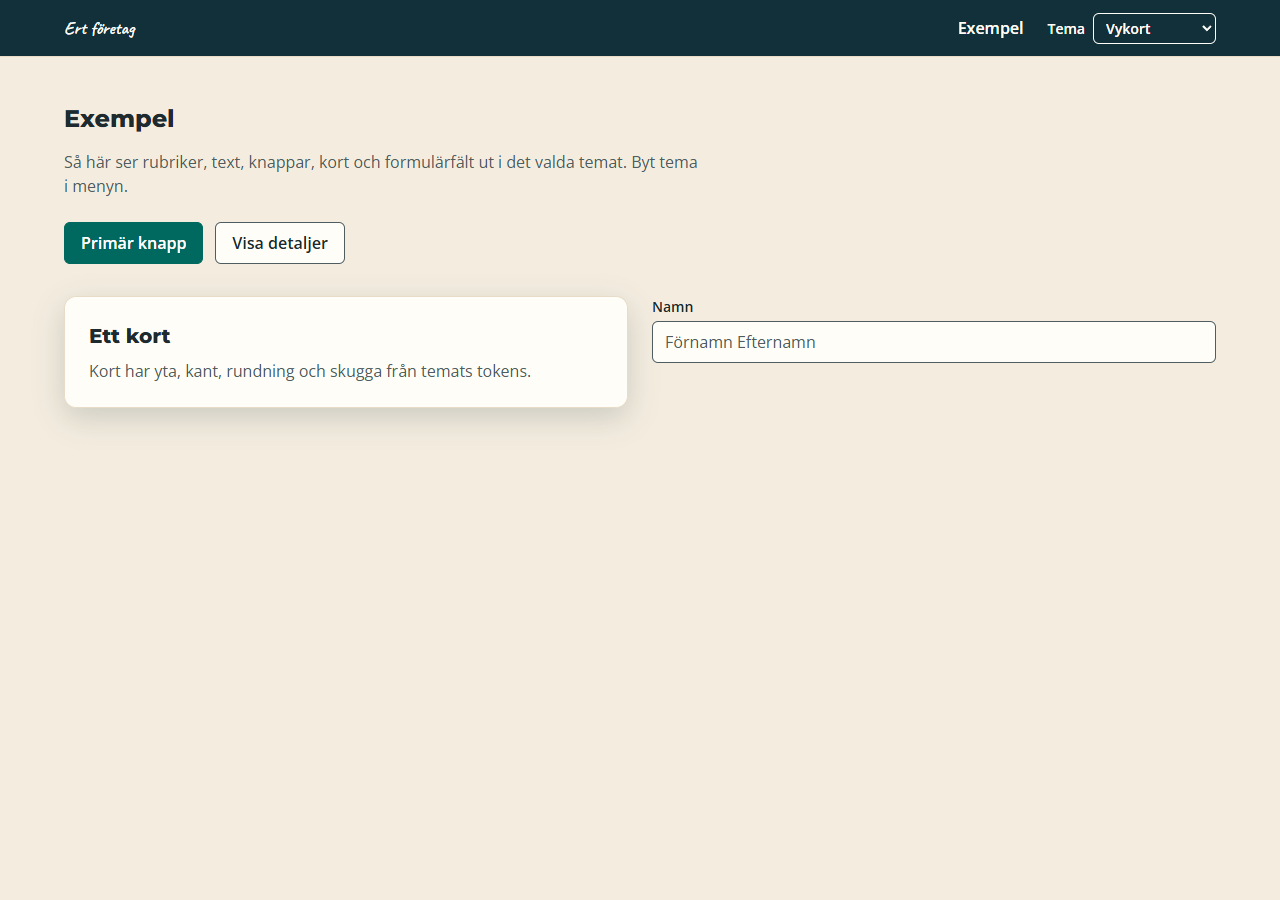 Ert företag
Exempel
Tema
Vykort
Exempel
Så här ser rubriker, text, knappar, kort och formulärfält ut i det valda temat. Byt tema
i menyn.
Primär knapp
Visa detaljer
Ett kort
Kort har yta, kant, rundning och skugga från temats tokens.
Namn
Förnamn Efternamn